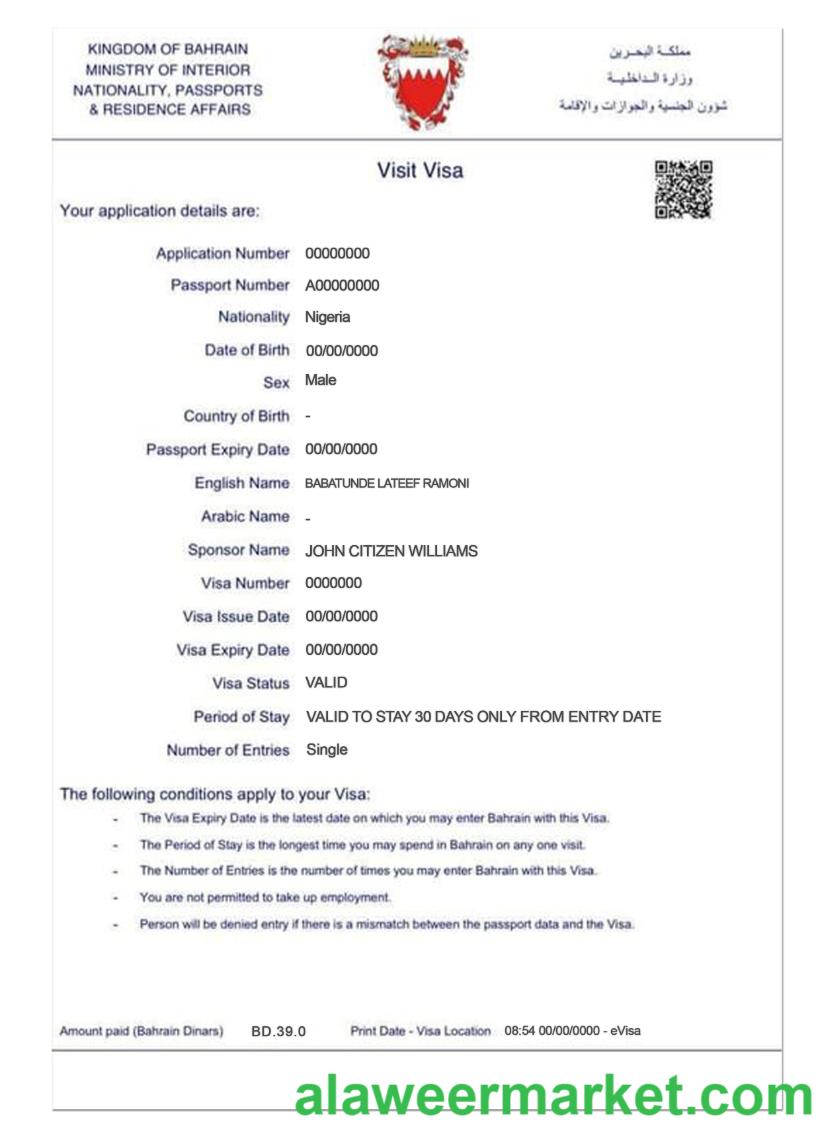 KINGDOM OF BAHRAIN
MINISTRY OF INTERIOR
NATIONALITY, PASSPORTS
& RESIDENCE AFFAIRS
مملكـة البحـرين
وزارة الـداخليـة
شؤون الجنسية والجوازات والإقامة
Visit Visa
Your application details are:
Application Number 00000000
Passport Number A00000000
Nationality Nigeria
Date of Birth 00/00/0000
Sex Male
Country of Birth -
Passport Expiry Date 00/00/0000
English Name BABATUNDE LATEEF RAMONI
Arabic Name -
Sponsor Name JOHN CITIZEN WILLIAMS
Visa Number 0000000
Visa Issue Date 00/00/0000
Visa Expiry Date 00/00/0000
Visa Status VALID
Period of Stay VALID TO STAY 30 DAYS ONLY FROM ENTRY DATE
Number of Entries Single
The following conditions apply to your Visa:
- The Visa Expiry Date is the latest date on which you may enter Bahrain with this Visa.
- The Period of Stay is the longest time you may spend in Bahrain on any one visit.
- The Number of Entries is the number of times you may enter Bahrain with this Visa.
- You are not permitted to take up employment.
- Person will be denied entry if there is a mismatch between the passport data and the Visa.
Amount paid (Bahrain Dinars) BD.39.0 Print Date - Visa Location 08:54 00/00/0000 - eVisa
alaweermarket.com